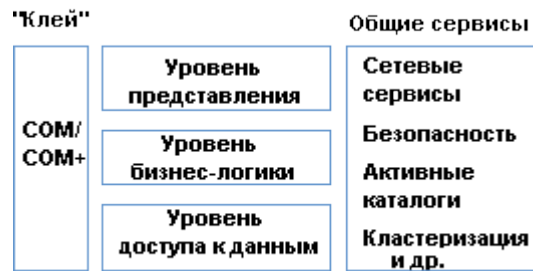 "Клей"
COM/
COM+
Уровень
представления
Уровень
бизнес-логики
Уровень
доступа к данным
Общие сервисы
Сетевые
сервисы
Безопасность
Активные
каталоги
Кластеризация
и др.